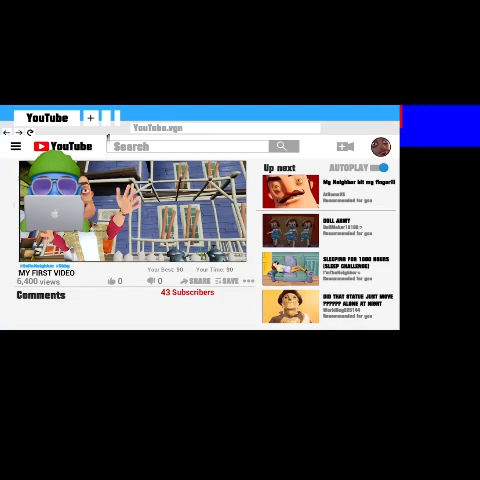 YouTube +
YouTube.vgn
YouTube
Search
Up next
AUTOPLAY
My Neighbor bit my finger!!
Recommended for you
DOLL ARMY
Recommended for you
SLEEPING FOR 1000 HOURS
(SLEEP CHALLENGE)
Recommended for you
DID THAT STATUE JUST MOVE
?????? ALONE AT NIGHT
Recommended for you
MY FIRST VIDEO
Your Best: 90
Your Time: 90
6,400 views
0
0
SHARE
SAVE
Comments
43 Subscribers